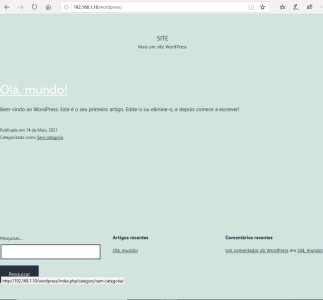 192.168.1.10/wordpress/
SITE
Mais um site WordPress
Olá, mundo!
Bem-vindo ao WordPress. Este é o seu primeiro artigo. Edite-o ou elimine-o, e depois comece a escrever!
Publicado em 14 de Maio, 2021
Categorizado como Sem categoria
Pesquisar...
Artigos recentes
Comentários recentes
Olá, mundo!
Um comentador do WordPress em Olá, mundo!
Pesquisar
http://192.168.1.10/wordpress/index.php/category/sem-categoria/